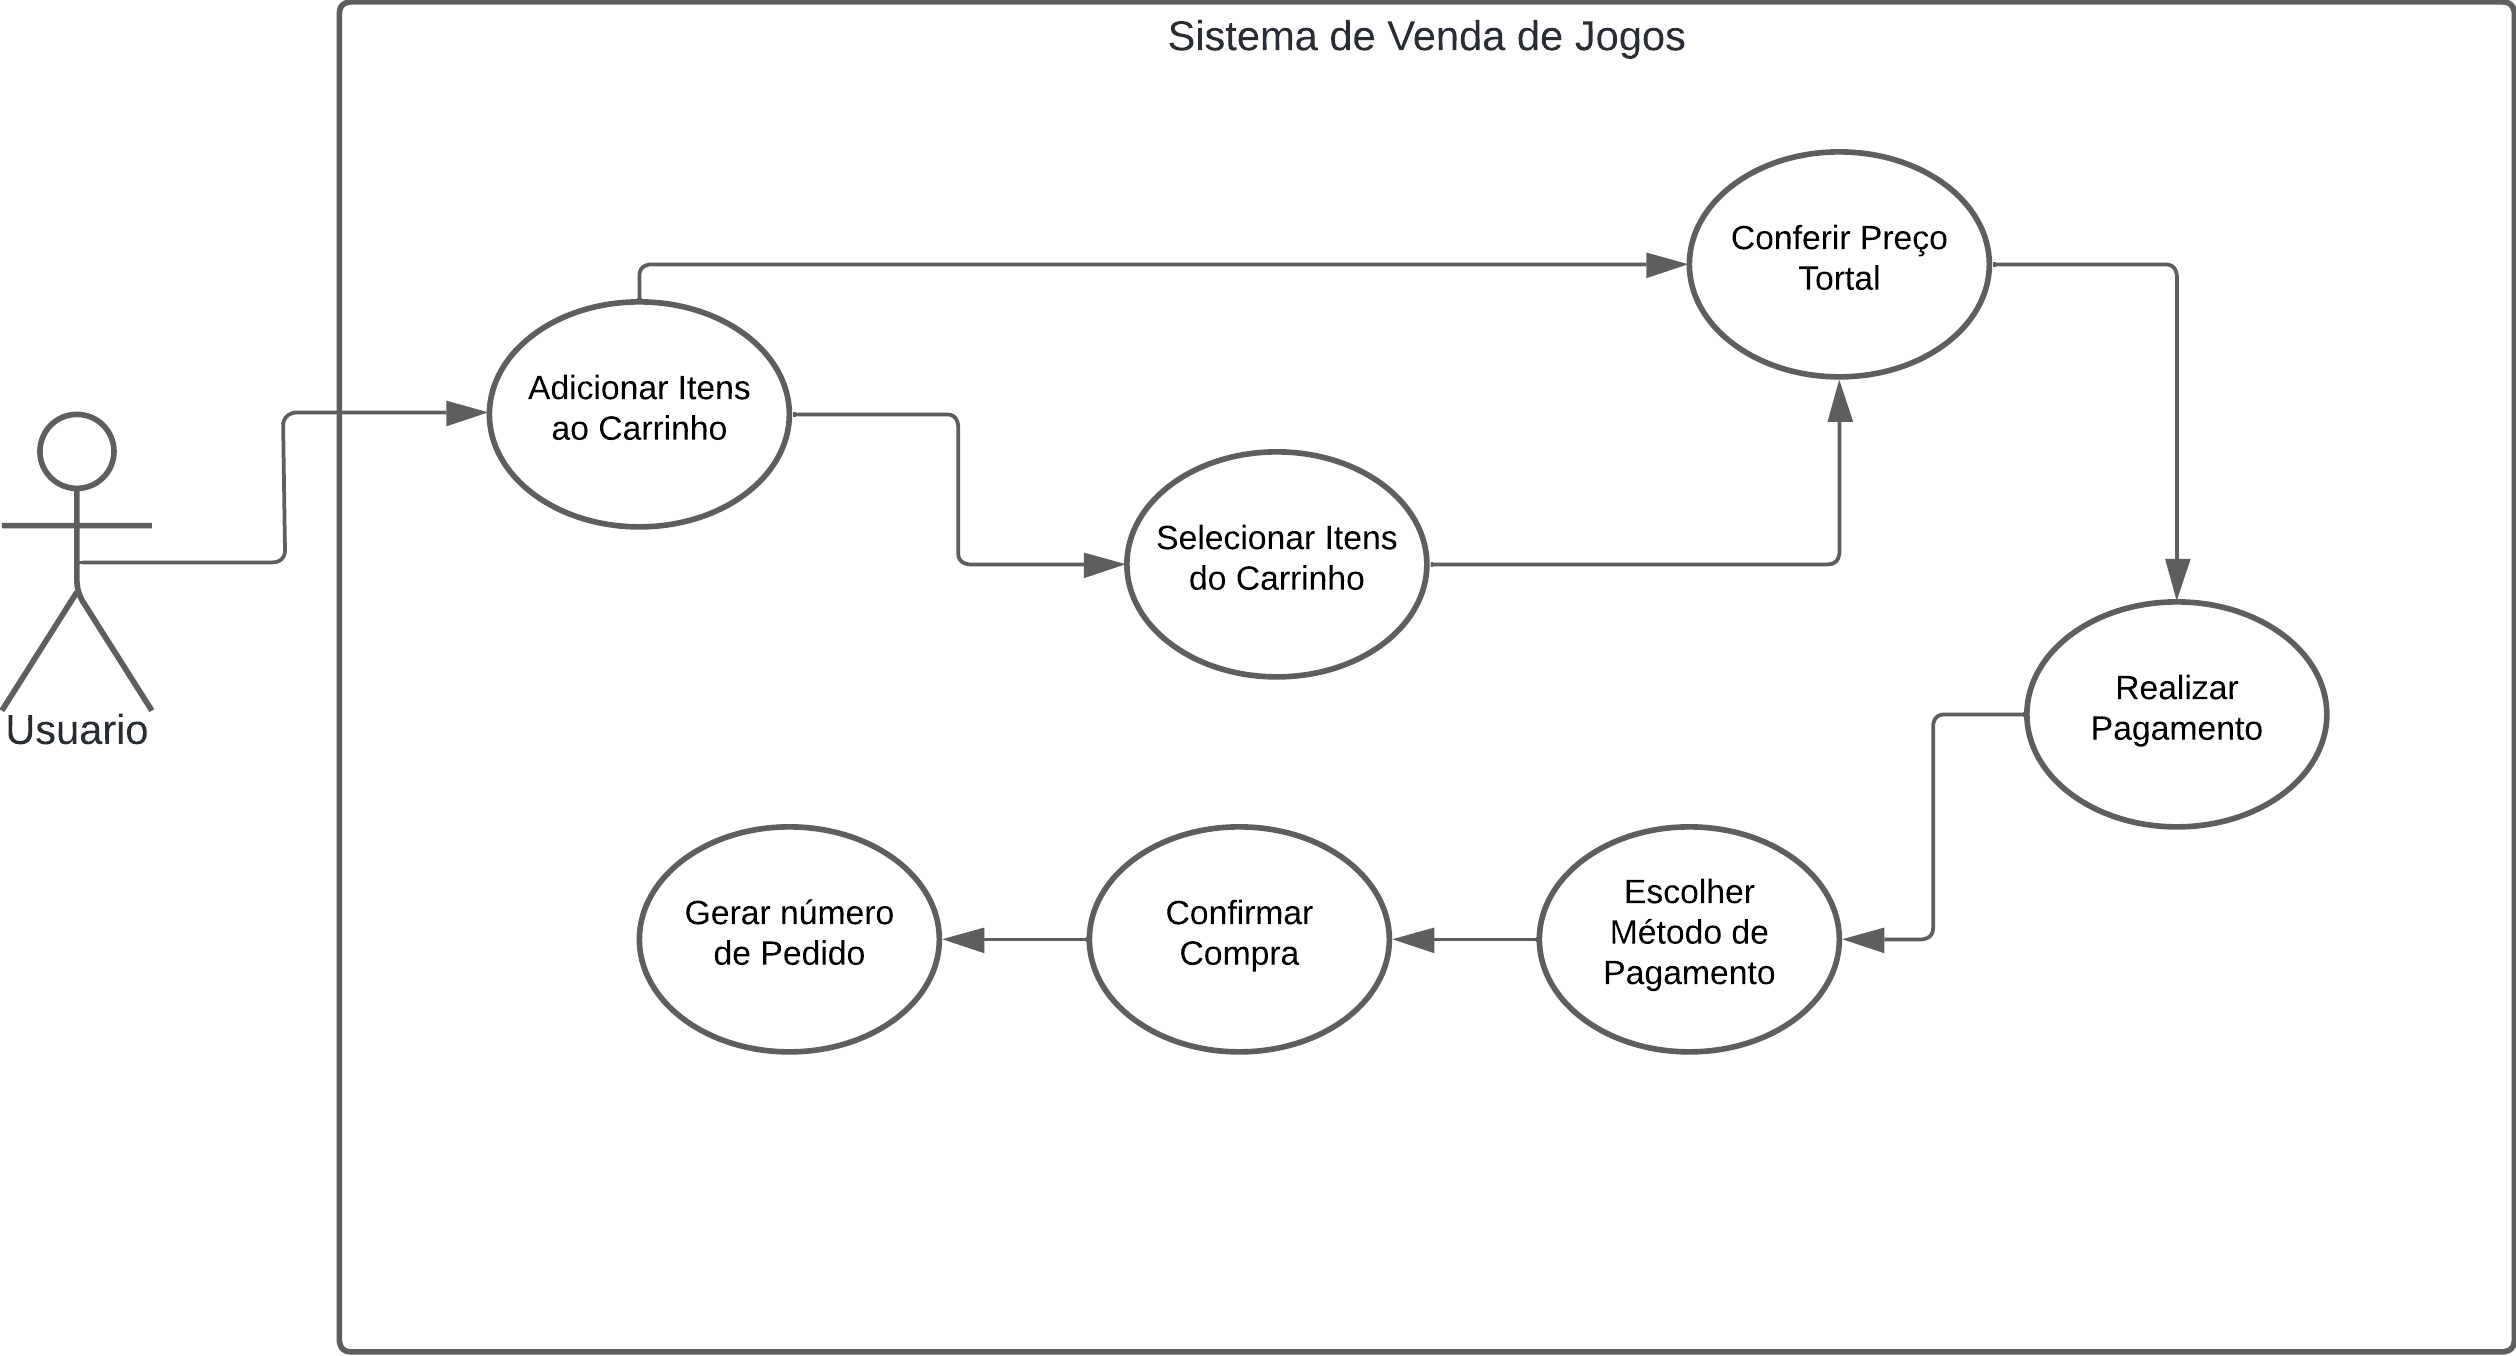 Sistema de Venda de Jogos
Conferir Preço
Tortal
Adicionar Itens
ao Carrinho
Selecionar Itens
do Carrinho
Usuario
Realizar
Pagamento
Gerar número
de Pedido
Confirmar
Compra
Escolher
Método de
Pagamento